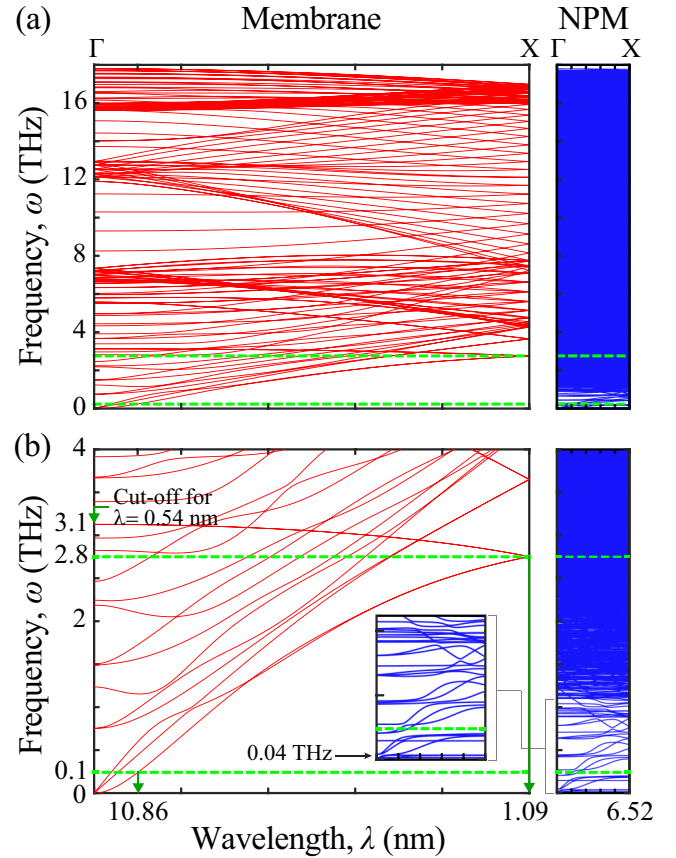 (a) Membrane NPM
Γ X Γ X
16
12
8
4
0
Frequency, ω (THz)
(b)
4
Cut-off for
λ= 0.54 nm
3.1
2.8
2
0.04 THz
0.1
0
Frequency, ω (THz)
10.86 1.09 6.52
Wavelength, λ (nm)